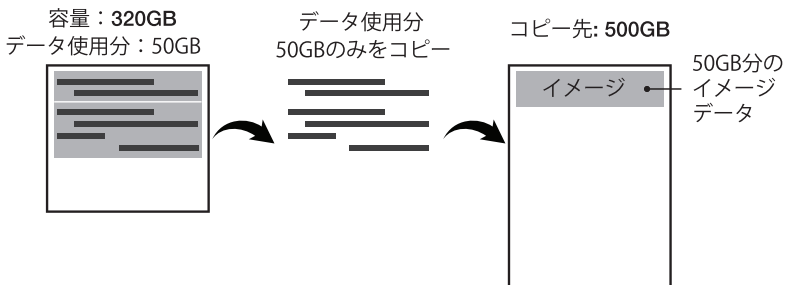 容量：320GB
データ使用分：50GB
データ使用分
50GBのみをコピー
コピー先: 500GB
イメージ
50GB分の
イメージ
データ